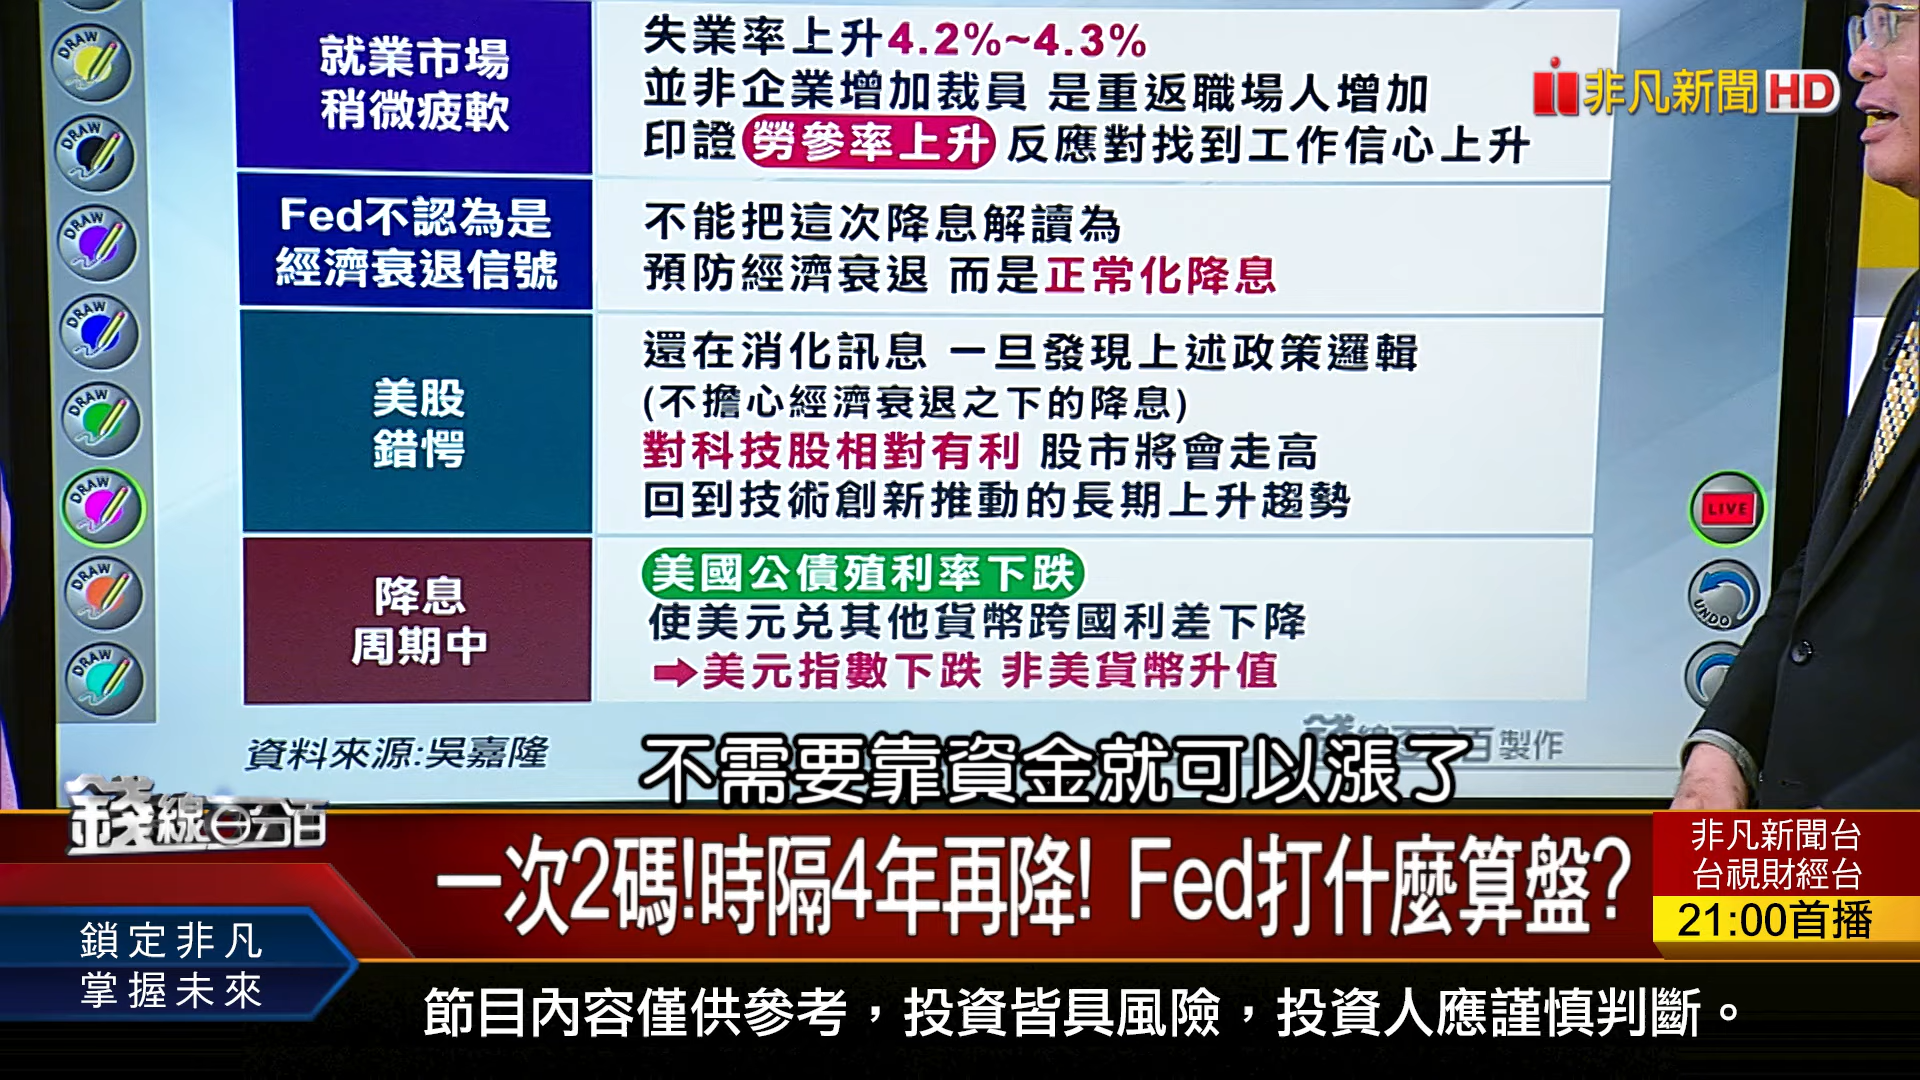 DRAW
DRAW
DRAW
DRAW
DRAW
DRAW
DRAW
DRAW
就業市場
稍微疲軟
失業率上升4.2%~4.3%
並非企業增加裁員 是重返職場人增加
印證 勞參率上升 反應對找到工作信心上升
非凡新聞HD
Fed不認為是
經濟衰退信號
不能把這次降息解讀為
預防經濟衰退 而是正常化降息
美股
錯愕
還在消化訊息 一旦發現上述政策邏輯
(不擔心經濟衰退之下的降息)
對科技股相對有利 股市將會走高
回到技術創新推動的長期上升趨勢
LIVE
UNDO
降息
周期中
美國公債殖利率下跌
使美元兌其他貨幣跨國利差下降
➡美元指數下跌 非美貨幣升值
資料來源:吳嘉隆
錢線百分百製作
不需要靠資金就可以漲了
錢線百分百
一次2碼!時隔4年再降! Fed打什麼算盤?
非凡新聞台
台視財經台
21:00首播
鎖定非凡
掌握未來
節目內容僅供參考，投資皆具風險，投資人應謹慎判斷。